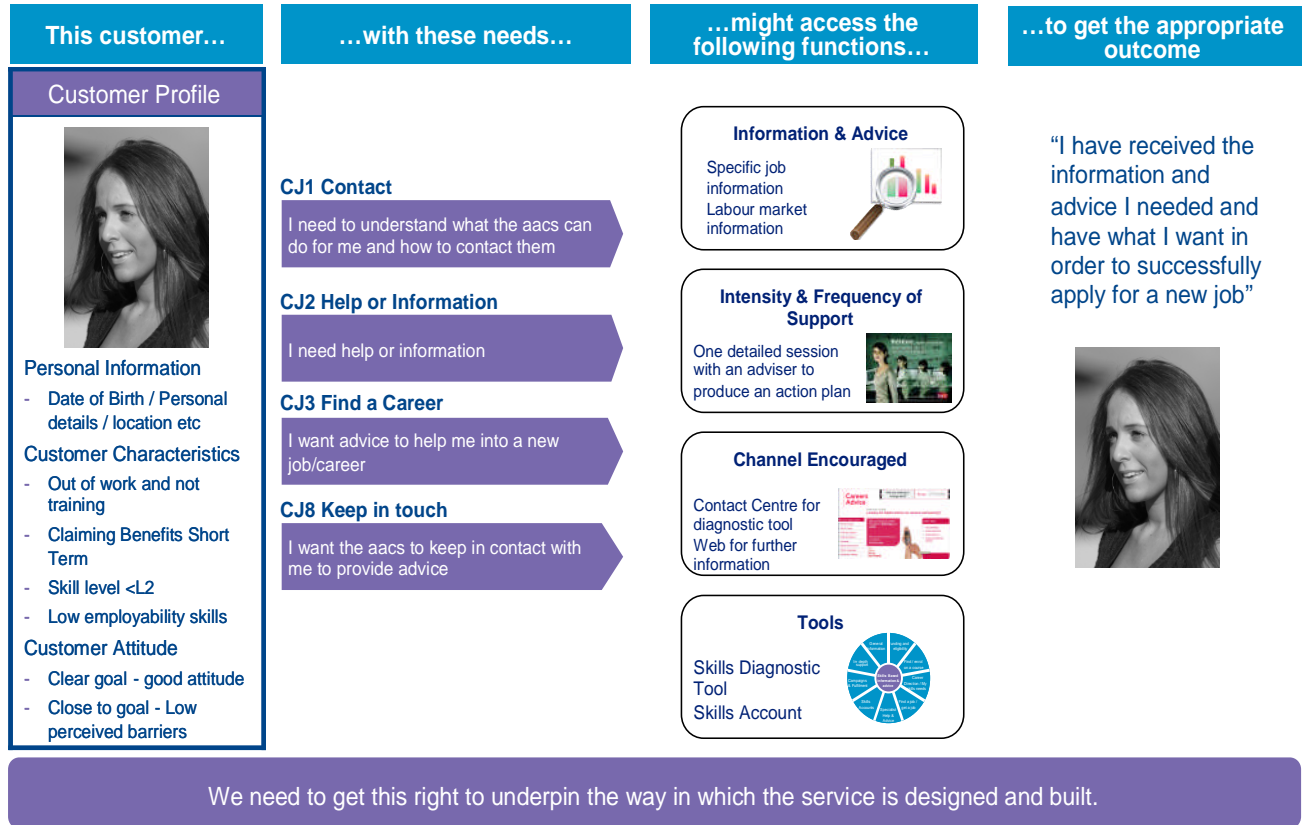 This customer…
…with these needs…
…might access the
following functions…
…to get the appropriate
outcome
Customer Profile
Personal Information
- Date of Birth / Personal
details / location etc
Customer Characteristics
- Out of work and not
training
- Claiming Benefits Short
Term
- Skill level <L2
- Low employability skills
Customer Attitude
- Clear goal - good attitude
- Close to goal - Low
perceived barriers
CJ1 Contact
I need to understand what the aacs can
do for me and how to contact them
CJ2 Help or Information
I need help or information
CJ3 Find a Career
I want advice to help me into a new
job/career
CJ8 Keep in touch
I want the aacs to keep in contact with
me to provide advice
Information & Advice
Specific job
information
Labour market
information
Intensity & Frequency of
Support
One detailed session
with an adviser to
produce an action plan
Channel Encouraged
Contact Centre for
diagnostic tool
Web for further
information
Careers
Advice
Tools
Skills Diagnostic
Tool
Skills Account
“I have received the
information and
advice I needed and
have what I want in
order to successfully
apply for a new job”
We need to get this right to underpin the way in which the service is designed and built.